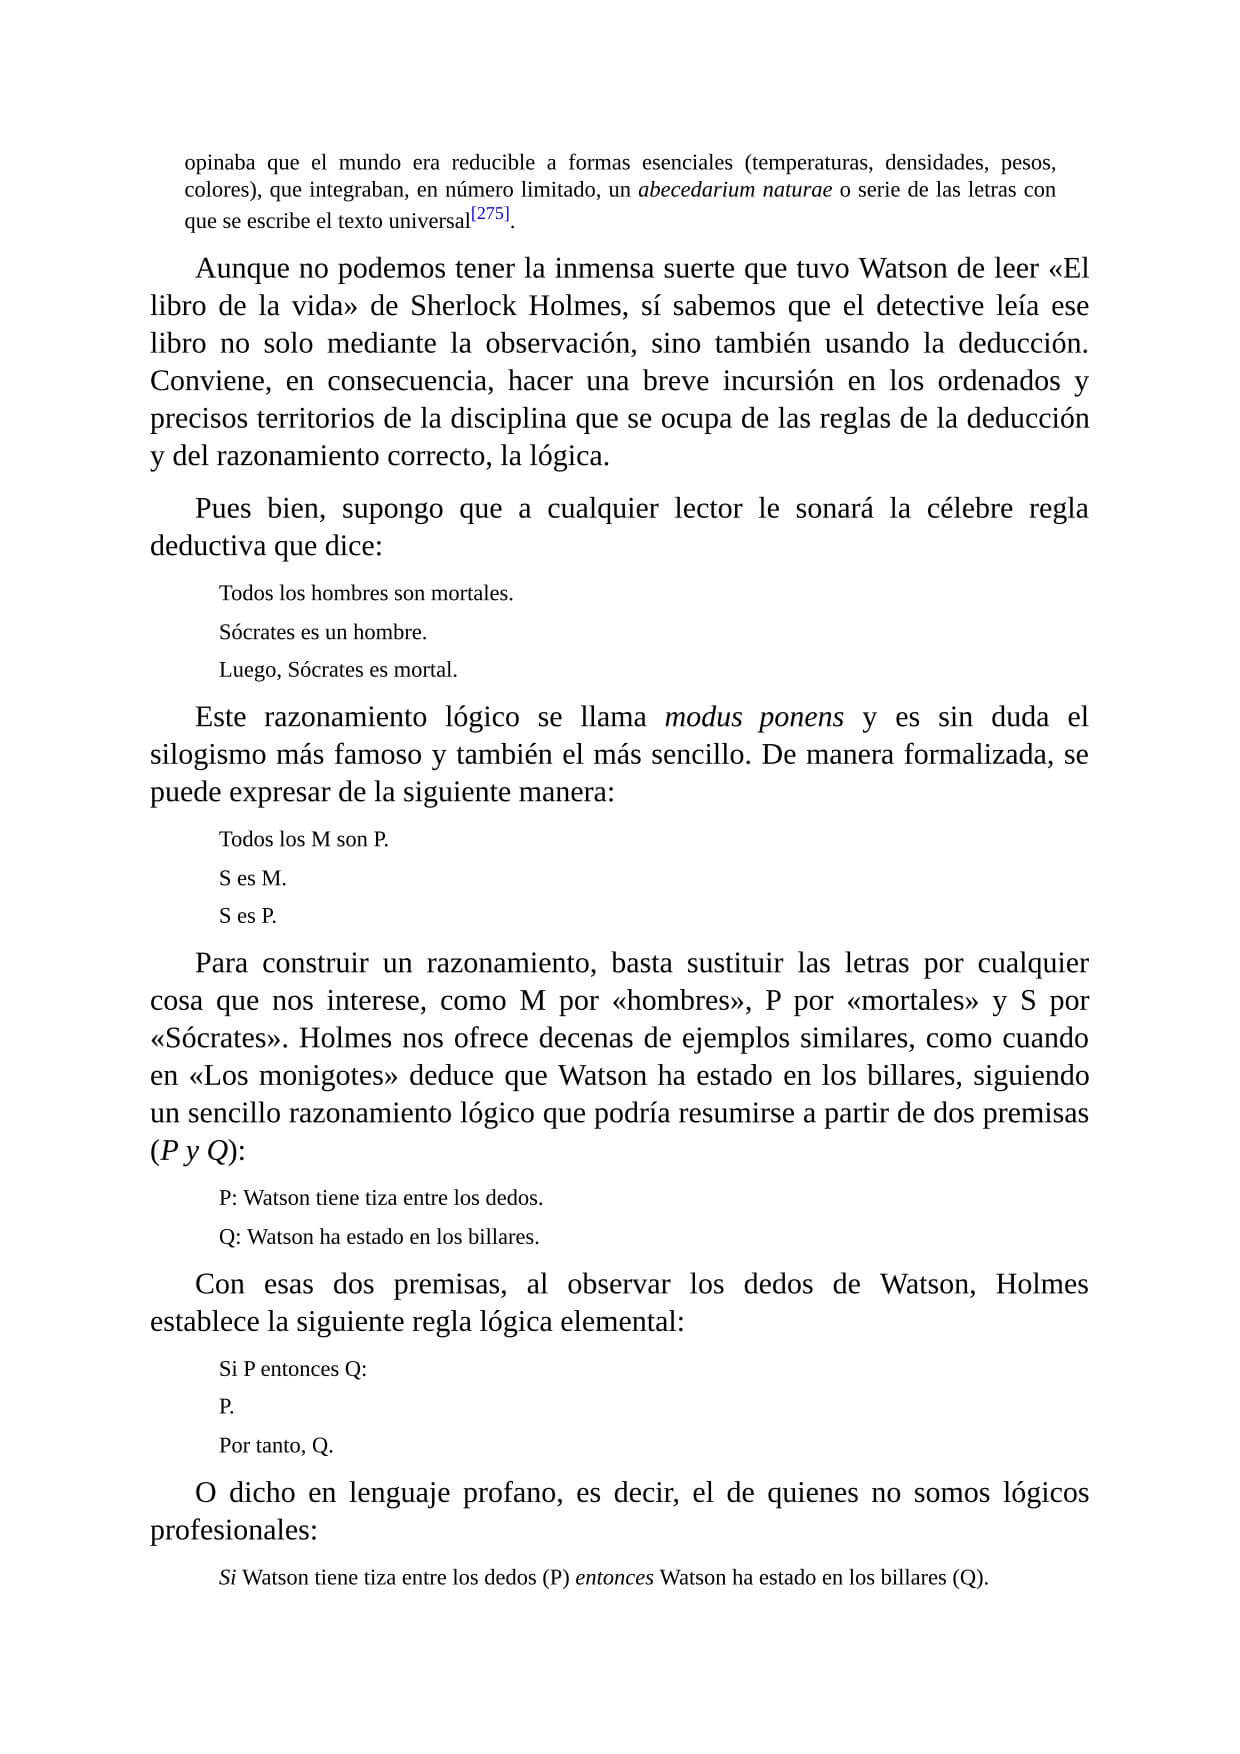 opinaba que el mundo era reducible a formas esenciales (temperaturas, densidades, pesos,
colores), que integraban, en número limitado, un abecedarium naturae o serie de las letras con
que se escribe el texto universal[275].
Aunque no podemos tener la inmensa suerte que tuvo Watson de leer «El
libro de la vida» de Sherlock Holmes, sí sabemos que el detective leía ese
libro no solo mediante la observación, sino también usando la deducción.
Conviene, en consecuencia, hacer una breve incursión en los ordenados y
precisos territorios de la disciplina que se ocupa de las reglas de la deducción
y del razonamiento correcto, la lógica.
Pues bien, supongo que a cualquier lector le sonará la célebre regla
deductiva que dice:
Todos los hombres son mortales.
Sócrates es un hombre.
Luego, Sócrates es mortal.
Este razonamiento lógico se llama modus ponens y es sin duda el
silogismo más famoso y también el más sencillo. De manera formalizada, se
puede expresar de la siguiente manera:
Todos los M son P.
S es M.
S es P.
Para construir un razonamiento, basta sustituir las letras por cualquier
cosa que nos interese, como M por «hombres», P por «mortales» y S por
«Sócrates». Holmes nos ofrece decenas de ejemplos similares, como cuando
en «Los monigotes» deduce que Watson ha estado en los billares, siguiendo
un sencillo razonamiento lógico que podría resumirse a partir de dos premisas
(P y Q):
P: Watson tiene tiza entre los dedos.
Q: Watson ha estado en los billares.
Con esas dos premisas, al observar los dedos de Watson, Holmes
establece la siguiente regla lógica elemental:
Si P entonces Q:
P.
Por tanto, Q.
O dicho en lenguaje profano, es decir, el de quienes no somos lógicos
profesionales:
Si Watson tiene tiza entre los dedos (P) entonces Watson ha estado en los billares (Q).